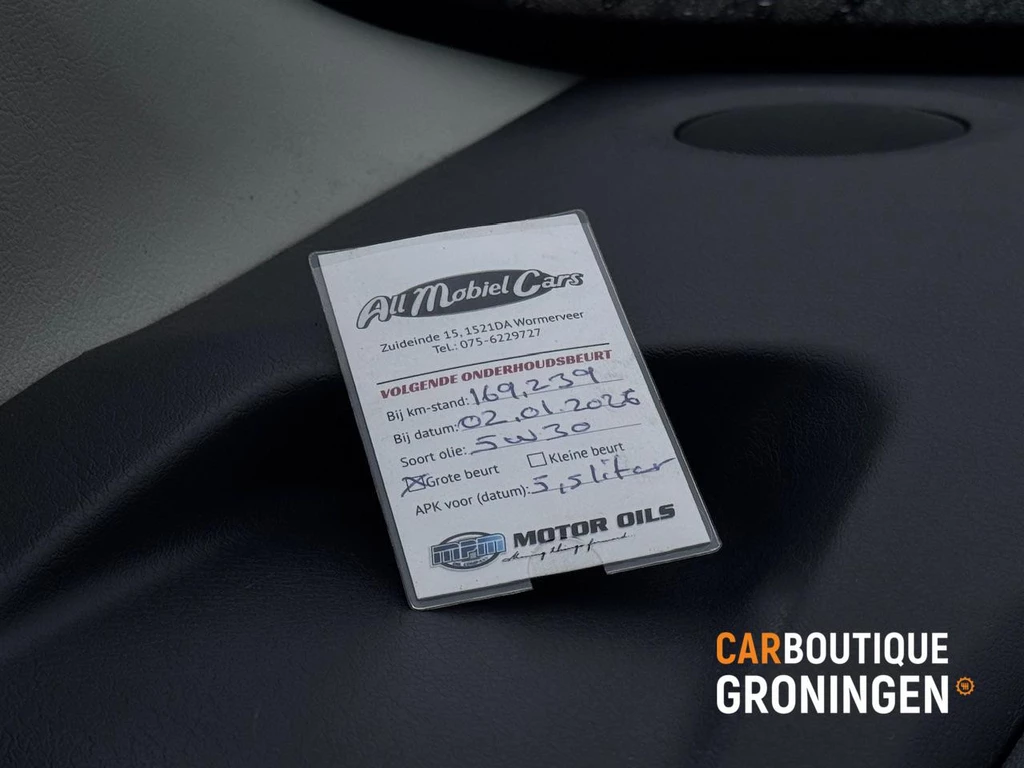 All Mobiel Cars
Zuideinde 15, 1521DA Wormerveer
Tel.: 075-6229727
VOLGENDE ONDERHOUDSBEURT
Bij km-stand: 169,239
Bij datum: 02.01.2026
Soort olie: 5w30
Grote beurt Kleine beurt
APK voor (datum): 5,5 liter
MPM MOTOR OILS
CARBOUTIQUE
GRONINGEN